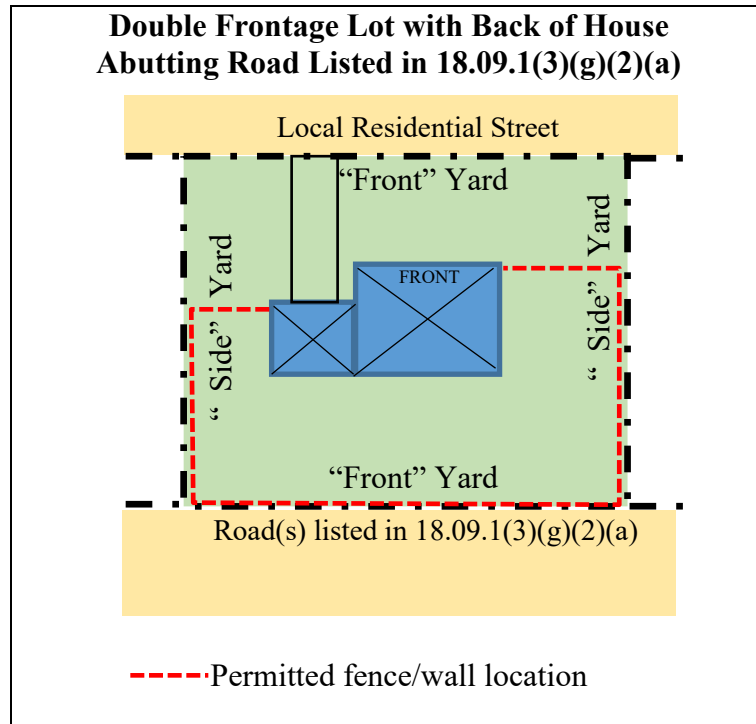 Double Frontage Lot with Back of House
Abutting Road Listed in 18.09.1(3)(g)(2)(a)
Local Residential Street
“Front” Yard
“ Side” Yard
FRONT
“ Side” Yard
“Front” Yard
Road(s) listed in 18.09.1(3)(g)(2)(a)
Permitted fence/wall location